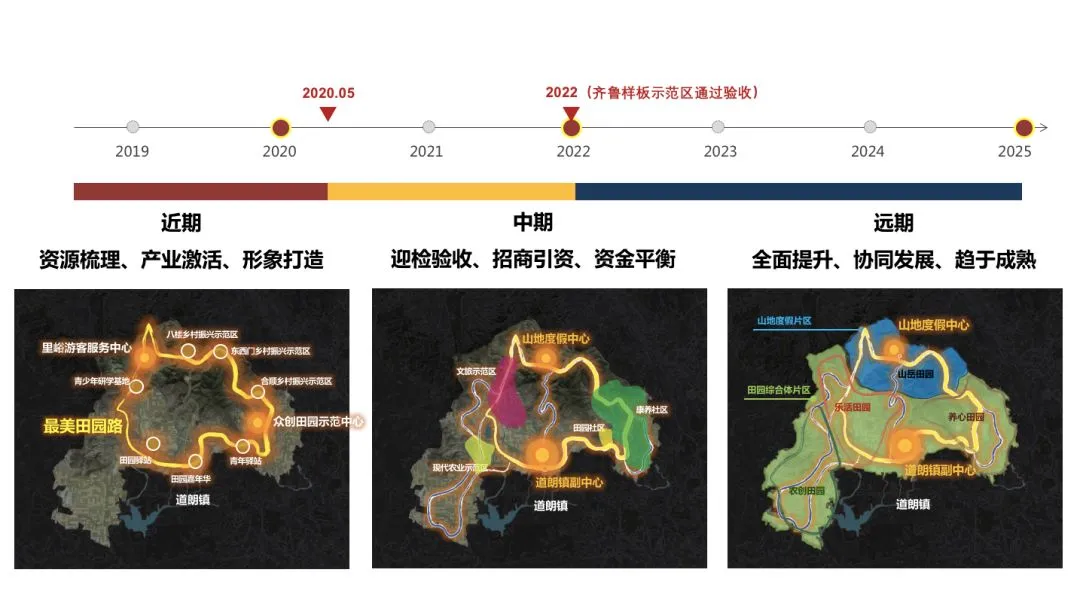 2020.05
2022（齐鲁样板示范区通过验收）
2019
2020
2021
2022
2023
2024
2025
近期
资源梳理、产业激活、形象打造
中期
迎检验收、招商引资、资金平衡
远期
全面提升、协同发展、趋于成熟
八楼乡村振兴示范区
里峪游客服务中心
东西门乡村振兴示范区
青少年研学基地
合顺乡村振兴示范区
最美田园路
众创田园示范中心
田园驿站
青年驿站
田园嘉年华
道朗镇
山地度假中心
文旅示范区
康养社区
田园社区
现代农业示范区
道朗镇副中心
道朗镇
山地度假片区
山地度假中心
山岳田园
田园综合体片区
乐活田园
养心田园
道朗镇副中心
农创田园
道朗镇